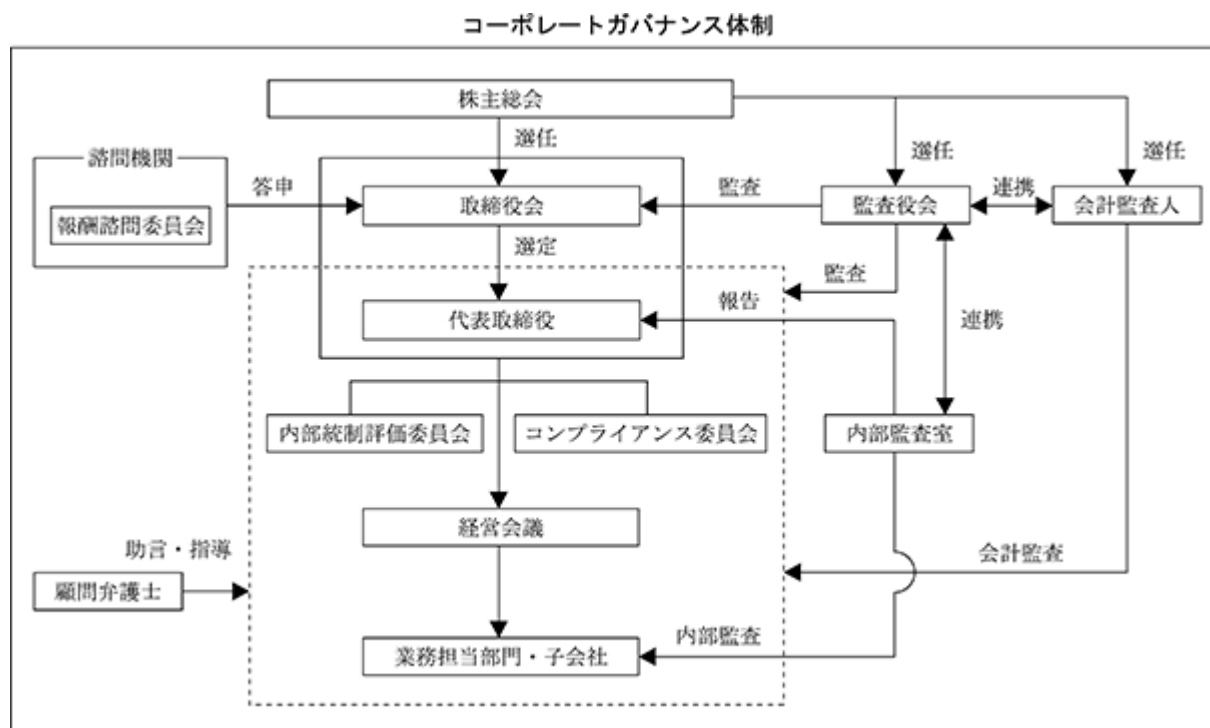 コーポレートガバナンス体制
株主総会
選任
選任
選任
諮問機関
報酬諮問委員会
答申
取締役会
監査
監査役会
連携
会計監査人
選定
監査
代表取締役
報告
連携
内部統制評価委員会
コンプライアンス委員会
内部監査室
経営会議
助言・指導
顧問弁護士
会計監査
内部監査
業務担当部門・子会社